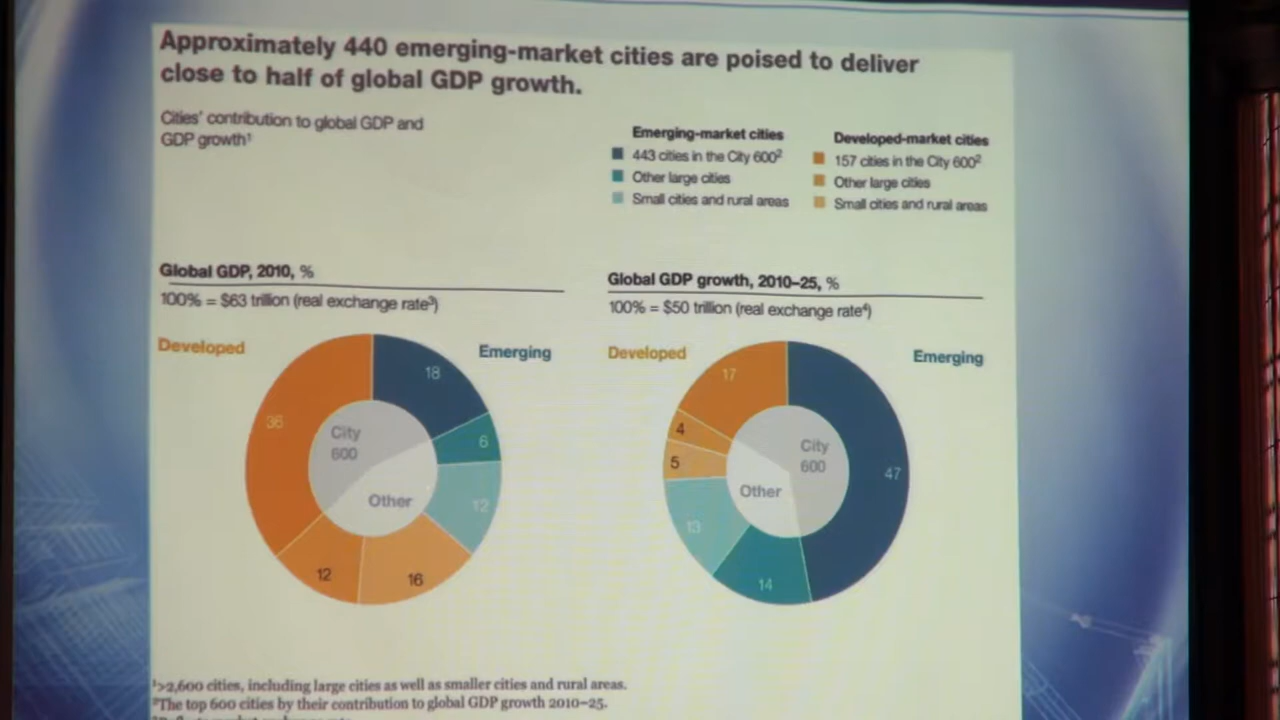 Approximately 440 emerging-market cities are poised to deliver
close to half of global GDP growth.
Cities' contribution to global GDP and
GDP growth¹
Emerging-market cities
443 cities in the City 600²
Other large cities
Small cities and rural areas
Developed-market cities
157 cities in the City 600²
Other large cities
Small cities and rural areas
Global GDP, 2010, %
100% = $63 trillion (real exchange rate³)
Developed
Emerging
18
6
12
16
12
36
City
600
Other
Global GDP growth, 2010–25, %
100% = $50 trillion (real exchange rate⁴)
Developed
Emerging
47
14
13
5
4
17
City
600
Other
¹>2,600 cities, including large cities as well as smaller cities and rural areas.
²The top 600 cities by their contribution to global GDP growth 2010–25.